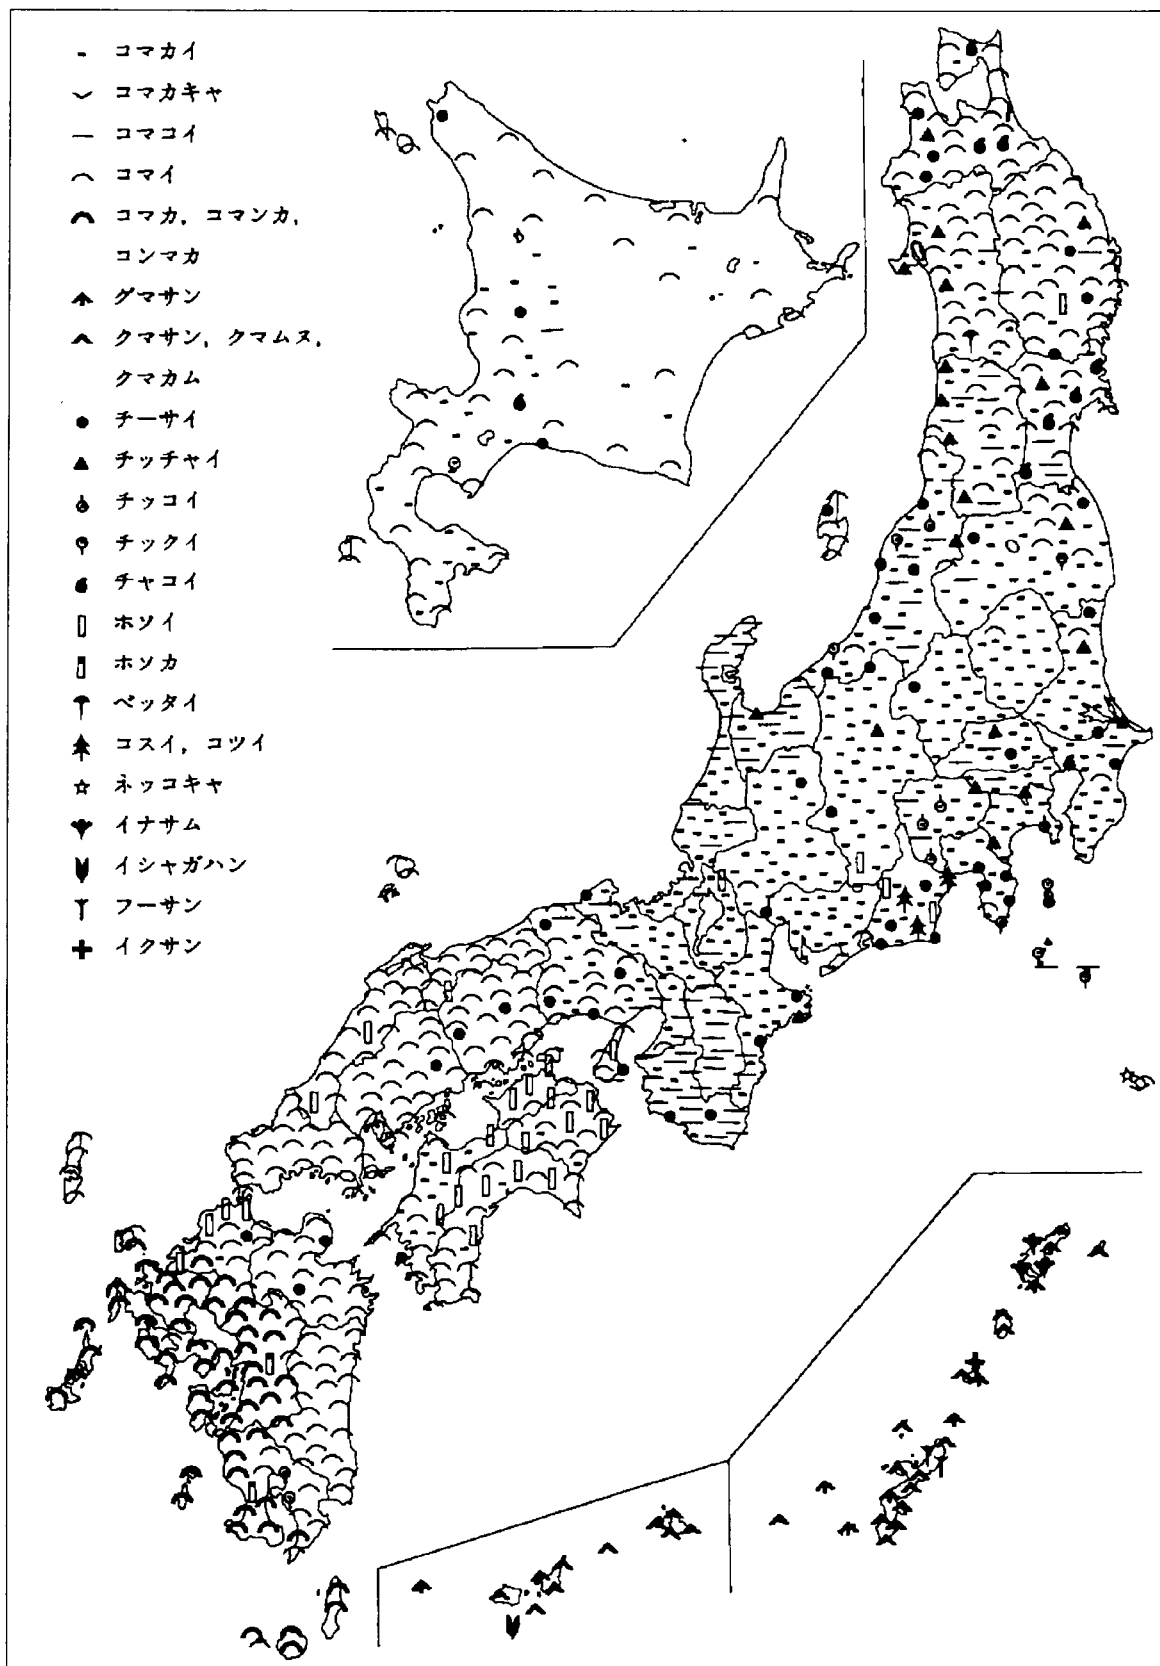 コマカイ
コマカキャ
コマコイ
コマイ
コマカ，コマンカ，
コンマカ
グマサン
クマサン，クマムヌ，
クマカム
チーサイ
チッチャイ
チッコイ
チックイ
チャコイ
ホソイ
ホソカ
ベッタイ
コスイ，コツイ
ネッコキャ
イナサム
イシャガハン
フーサン
イクサン